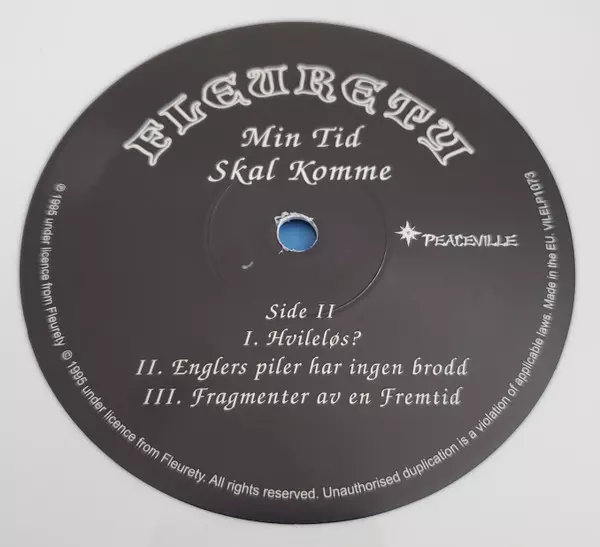 FLEURETY
Min Tid
Skal Komme
PEACEVILLE
Side II
I. Hvileløs?
II. Englers piler har ingen brodd
III. Fragmenter av en Fremtid
℗ 1995 under licence from Fleurety © 1995 under licence from Fleurety. All rights reserved. Unauthorised duplication is a violation of applicable laws. Made in the EU. VILELP1073